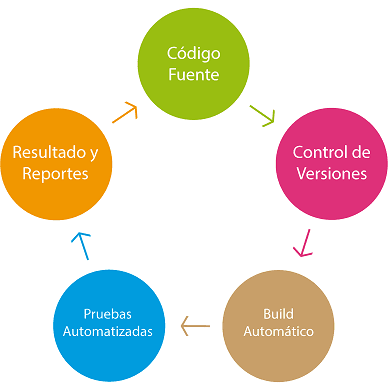 Código
Fuente
Control de
Versiones
Build
Automático
Pruebas
Automatizadas
Resultado y
Reportes